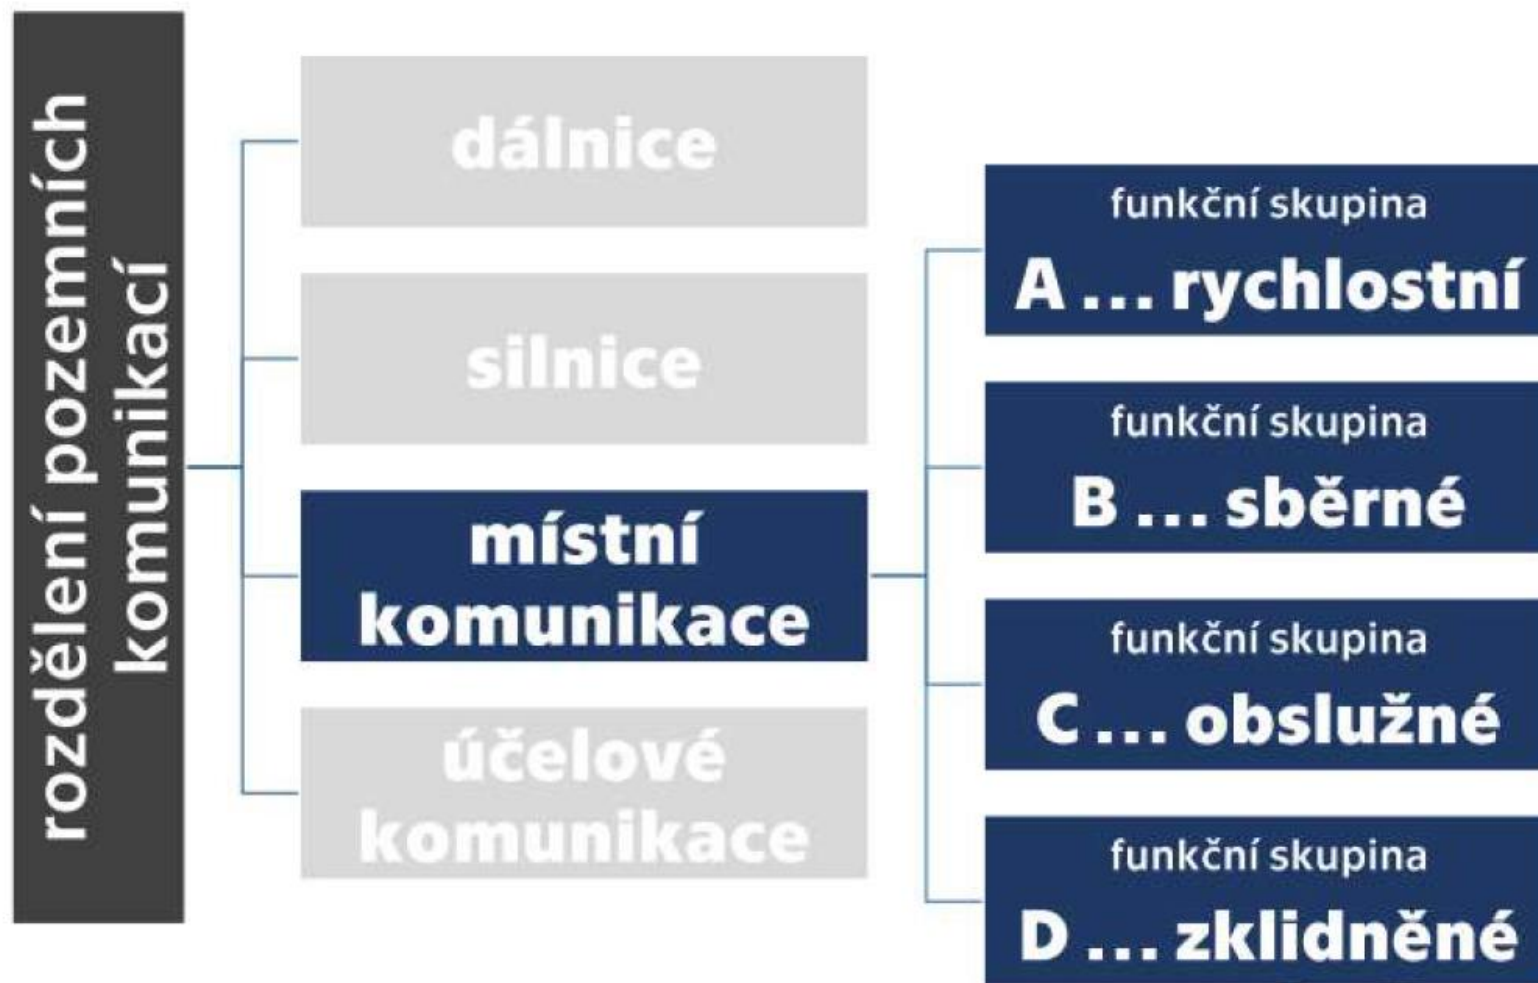 rozdělení pozemních
komunikací
dálnice
silnice
místní
komunikace
účelové
komunikace
funkční skupina
A ... rychlostní
funkční skupina
B ... sběrné
funkční skupina
C ... obslužné
funkční skupina
D ... zklidněné